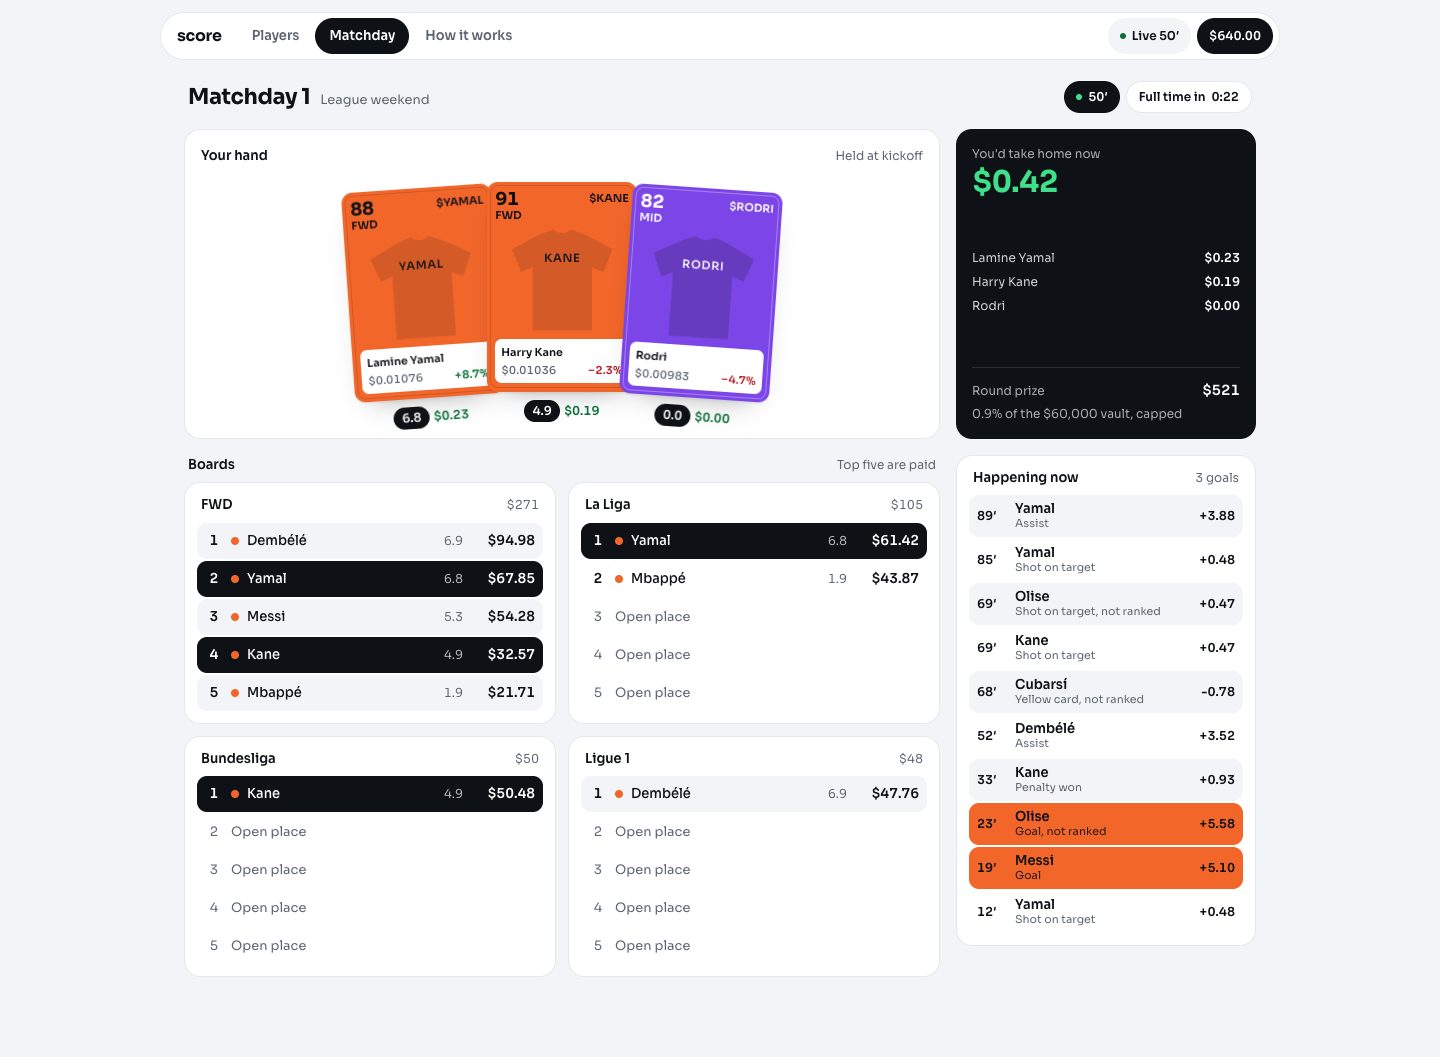 score Players Matchday How it works Live 50′ $640.00
Matchday 1 League weekend 50′ Full time in 0:22
Your hand Held at kickoff
88 $YAMAL
FWD
YAMAL
Lamine Yamal
$0.01076 +8.7%
6.8 $0.23
91 $KANE
FWD
KANE
Harry Kane
$0.01036 −2.3%
4.9 $0.19
82 $RODRI
MID
RODRI
Rodri
$0.00983 −4.7%
0.0 $0.00
You'd take home now
$0.42
Lamine Yamal $0.23
Harry Kane $0.19
Rodri $0.00
Round prize $521
0.9% of the $60,000 vault, capped
Boards Top five are paid
FWD $271
1 Dembélé 6.9 $94.98
2 Yamal 6.8 $67.85
3 Messi 5.3 $54.28
4 Kane 4.9 $32.57
5 Mbappé 1.9 $21.71
La Liga $105
1 Yamal 6.8 $61.42
2 Mbappé 1.9 $43.87
3 Open place
4 Open place
5 Open place
Bundesliga $50
1 Kane 4.9 $50.48
2 Open place
3 Open place
4 Open place
5 Open place
Ligue 1 $48
1 Dembélé 6.9 $47.76
2 Open place
3 Open place
4 Open place
5 Open place
Happening now 3 goals
89′ Yamal +3.88
Assist
85′ Yamal +0.48
Shot on target
69′ Olise +0.47
Shot on target, not ranked
69′ Kane +0.47
Shot on target
68′ Cubarsí -0.78
Yellow card, not ranked
52′ Dembélé +3.52
Assist
33′ Kane +0.93
Penalty won
23′ Olise +5.58
Goal, not ranked
19′ Messi +5.10
Goal
12′ Yamal +0.48
Shot on target